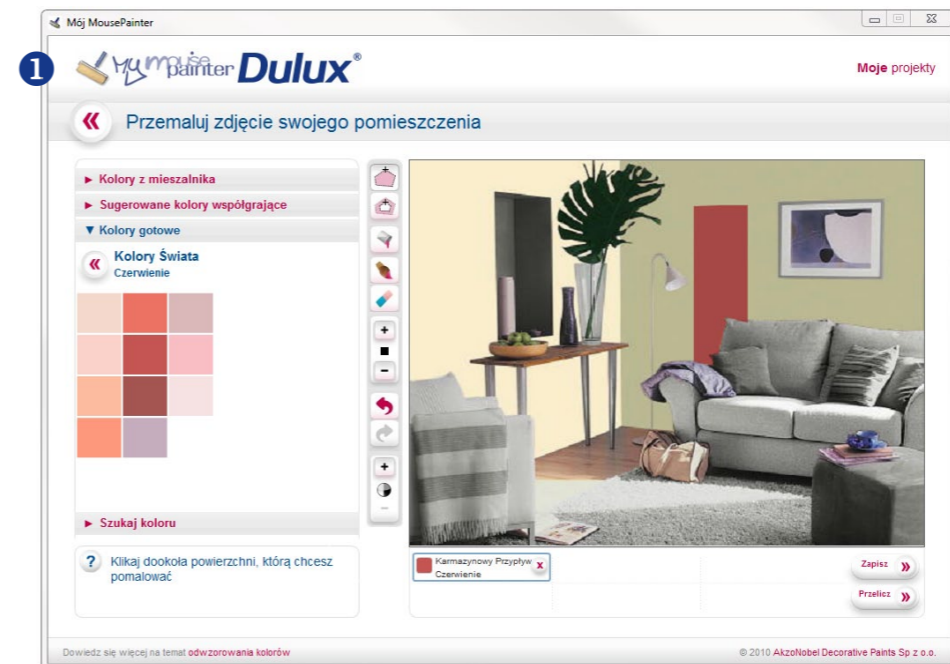 Mój MousePainter
1
My mouse painter Dulux®
Moje projekty
Przemaluj zdjęcie swojego pomieszczenia
Kolory z mieszalnika
Sugerowane kolory współgrające
Kolory gotowe
Kolory Świata
Czerwienie
Szukaj koloru
? Klikaj dookoła powierzchni, którą chcesz
pomalować
Karmazynowy Przypływ x
Czerwienie
Zapisz
Przelicz
Dowiedz się więcej na temat odwzorowania kolorów
© 2010 AkzoNobel Decorative Paints Sp z o.o.